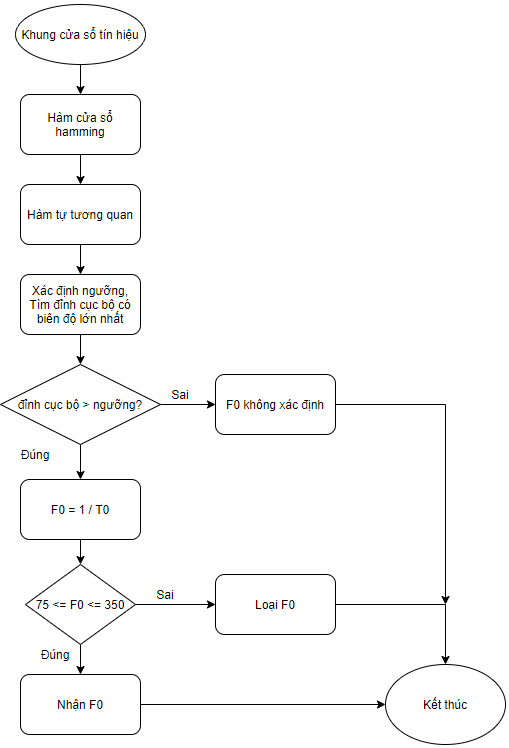 Khung cửa sổ tín hiệu
Hàm cửa sổ
hamming
Hàm tự tương quan
Xác định ngưỡng,
Tìm đỉnh cục bộ có
biên độ lớn nhất
đỉnh cục bộ > ngưỡng?
Sai
F0 không xác định
Đúng
F0 = 1 / T0
75 <= F0 <= 350
Sai
Loại F0
Đúng
Nhận F0
Kết thúc